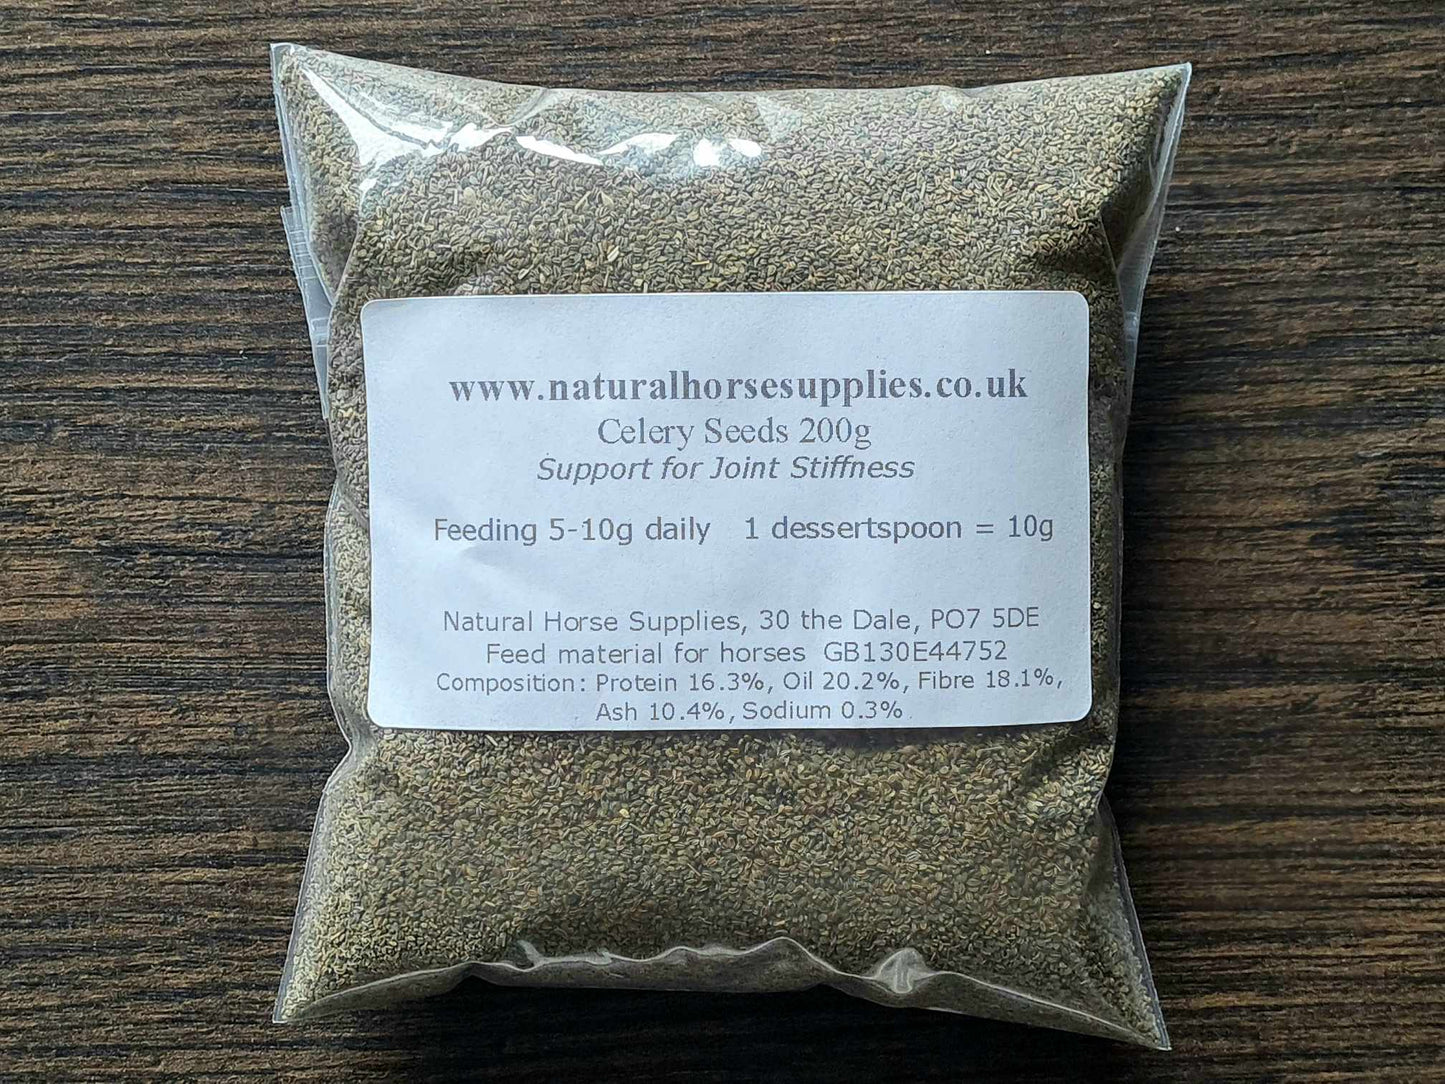 www.naturalhorsesupplies.co.uk
Celery Seeds 200g
Support for Joint Stiffness
Feeding 5-10g daily 1 dessertspoon = 10g
Natural Horse Supplies, 30 the Dale, PO7 5DE
Feed material for horses GB130E44752
Composition: Protein 16.3%, Oil 20.2%, Fibre 18.1%,
Ash 10.4%, Sodium 0.3%